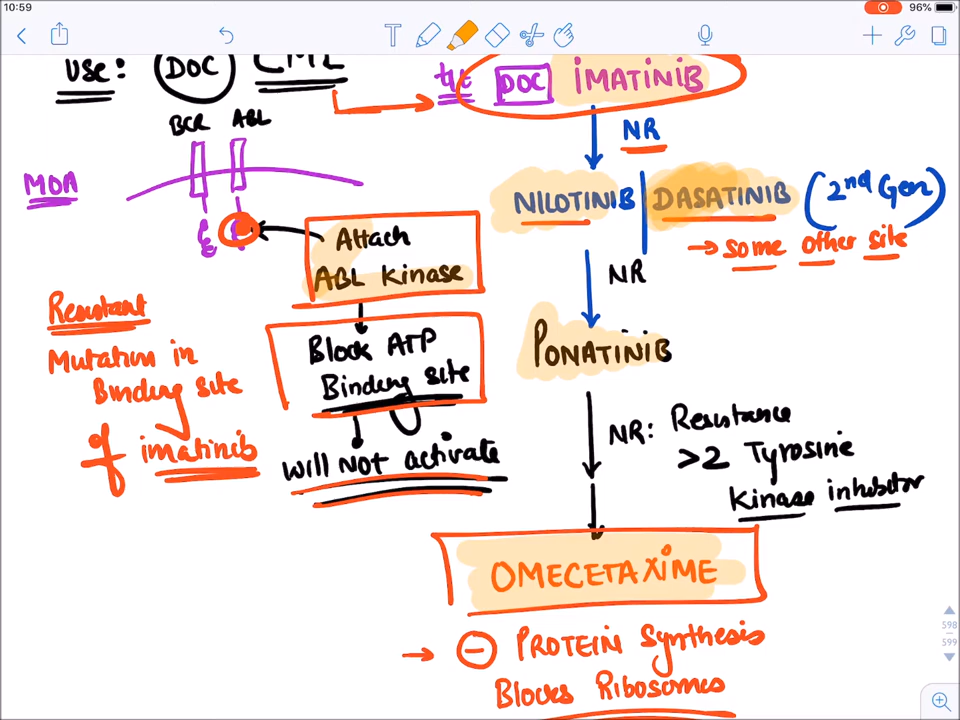 10:59
96%
Use: DOC CML
BCR ABL
MOA
Attach
ABL Kinase
Block ATP
Binding site
will Not activate
Resistant
Mutation in
Binding site
of imatinib
DOC IMATINIB
NR
NILOTINIB DASATINIB (2nd Gen)
→ some other site
NR
PONATINIB
NR: Resistance
>2 Tyrosine
Kinase inhibitor
OMECETAXIME
→ ⊖ PROTEIN Synthesis
Blocks Ribosomes
598
599